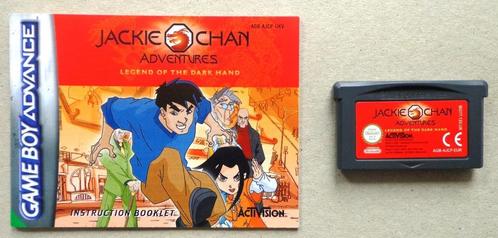 GAME BOY ADVANCE
AGB-AJCP-UKV
JACKIE CHAN
ADVENTURES
LEGEND OF THE DARK HAND
INSTRUCTION BOOKLET
ACTIVISION
JACKIE CHAN
ADVENTURES
LEGEND OF THE DARK HAND
ACTIVISION
CE
AGB-AJCP-EUR